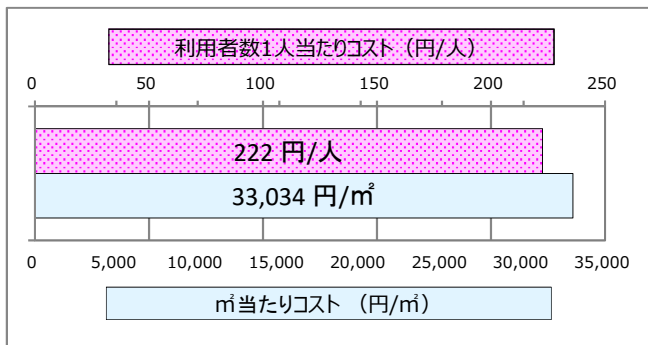 利用者数1人当たりコスト（円/人）
0 50 100 150 200 250
222 円/人
33,034 円/㎡
0 5,000 10,000 15,000 20,000 25,000 30,000 35,000
㎡当たりコスト （円/㎡）